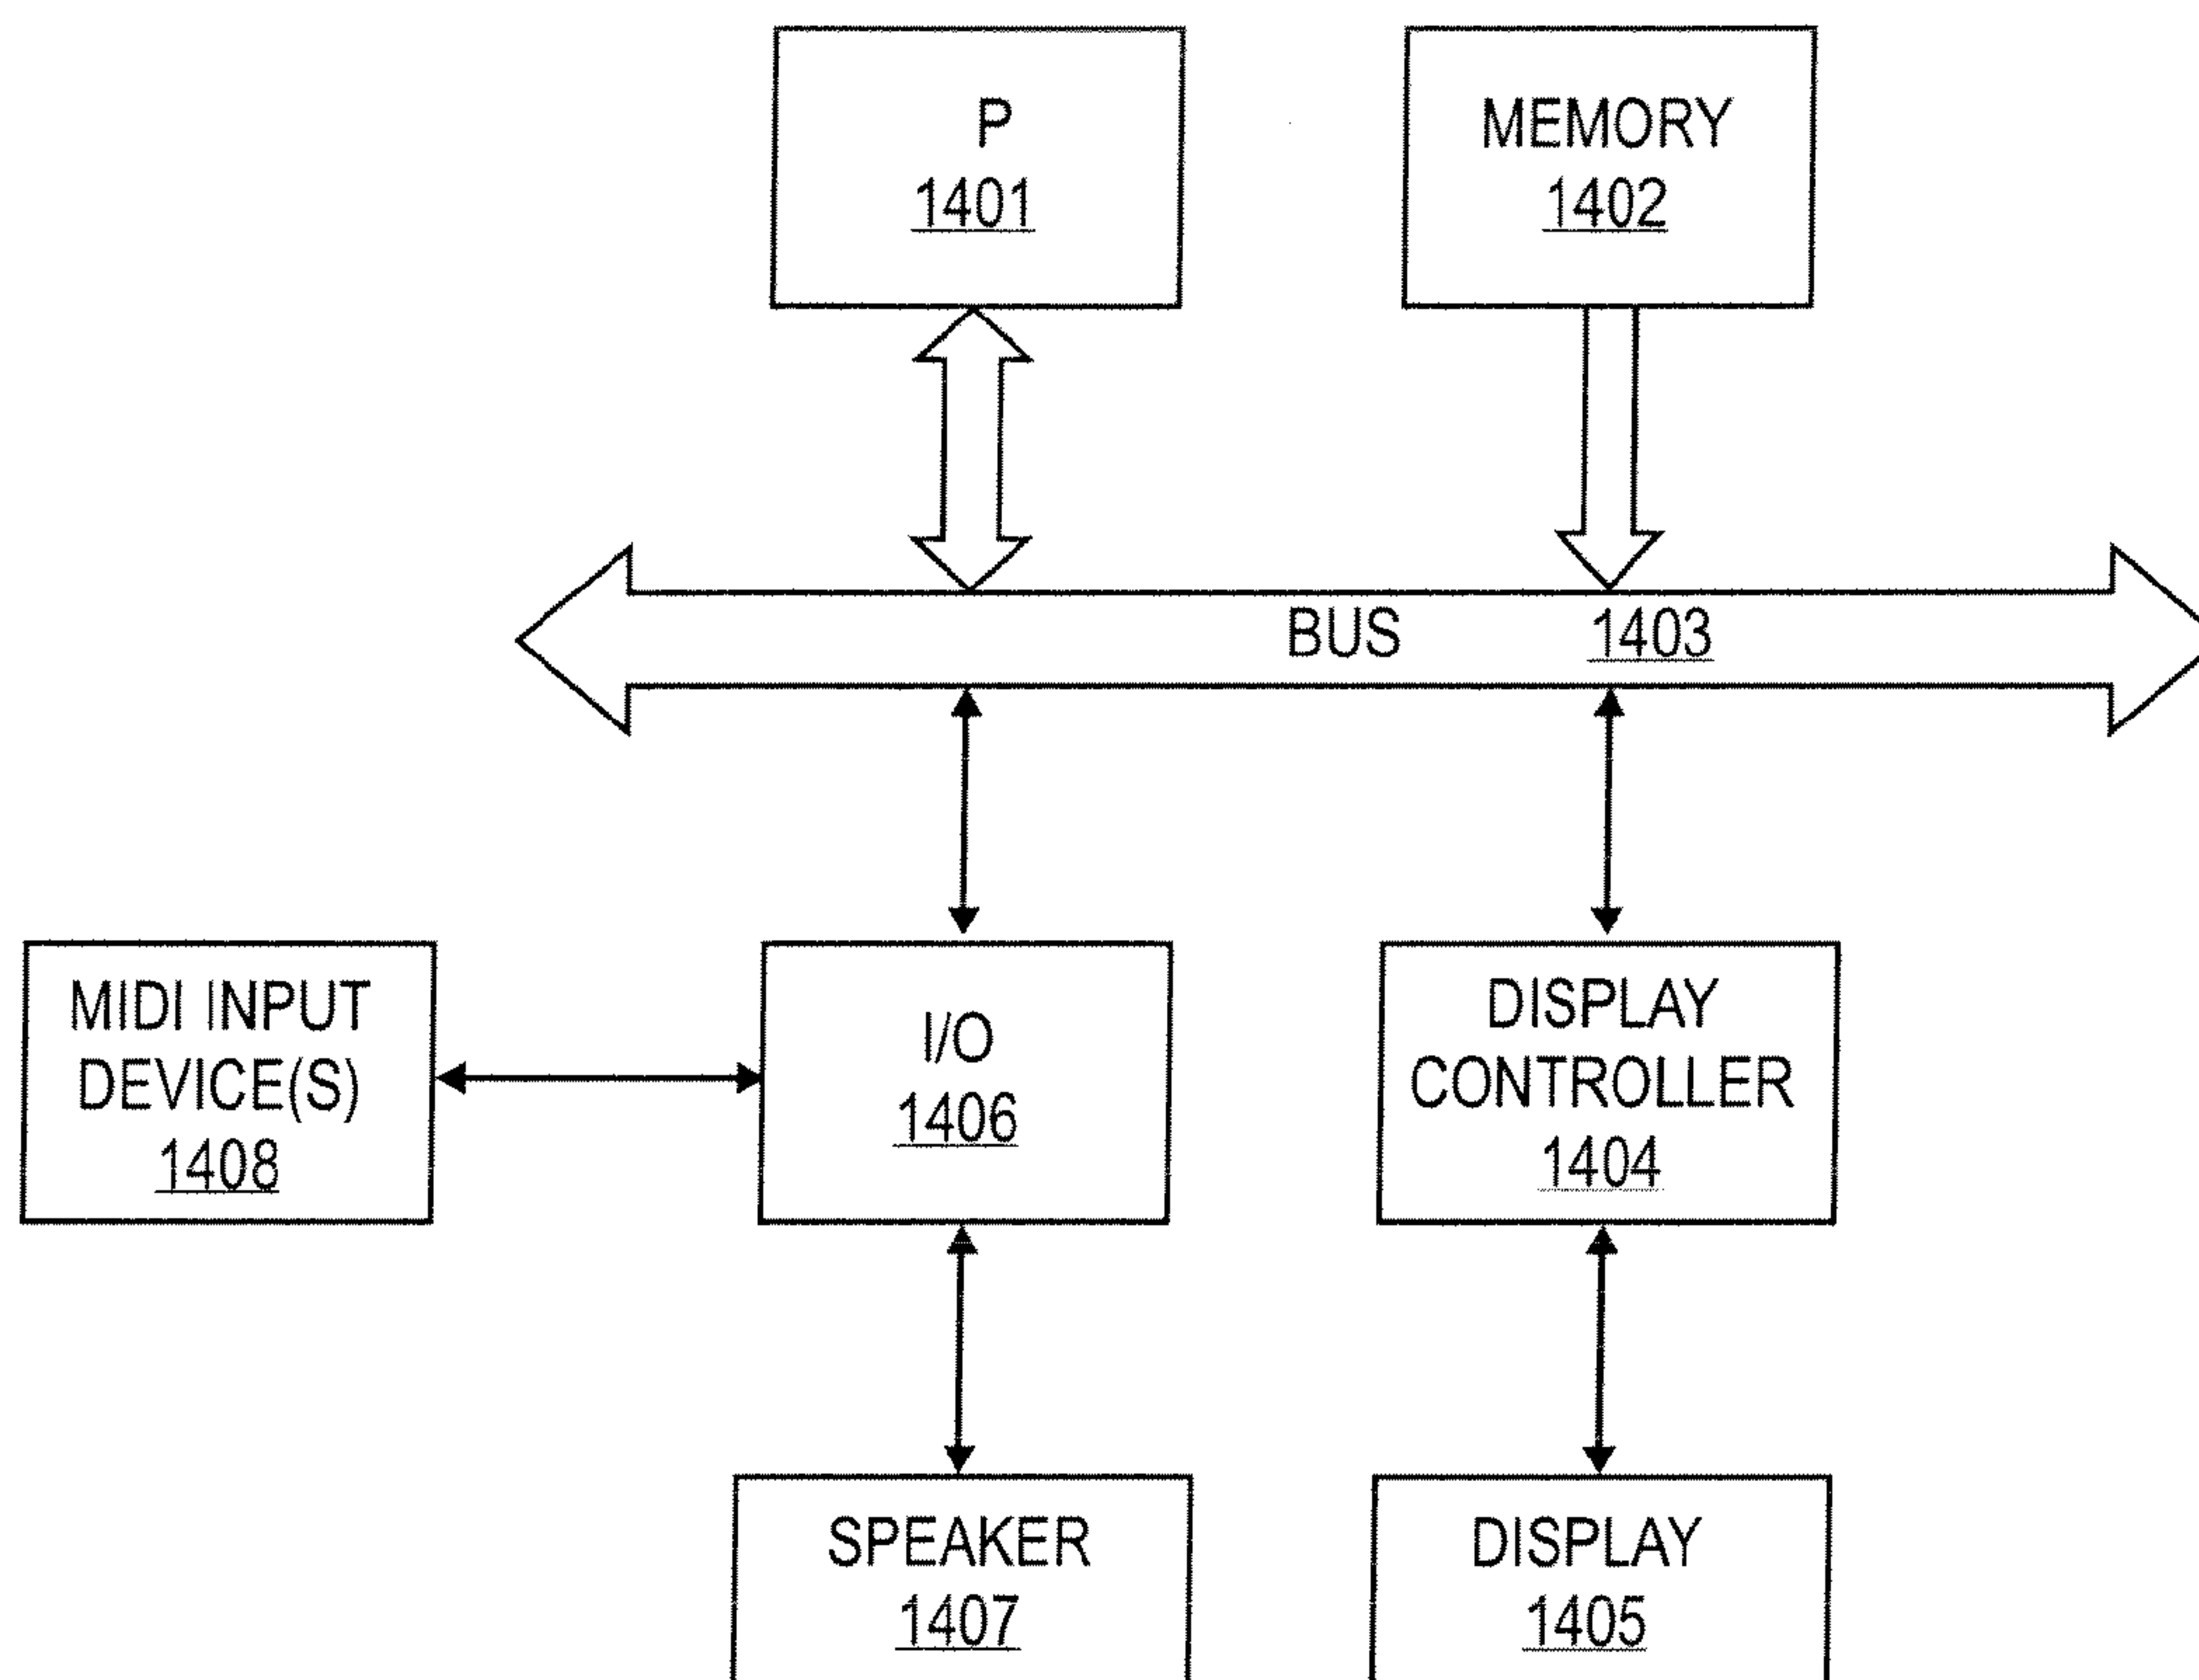 P
1401
MEMORY
1402
BUS 1403
MIDI INPUT
DEVICE(S)
1408
I/O
1406
DISPLAY
CONTROLLER
1404
SPEAKER
1407
DISPLAY
1405